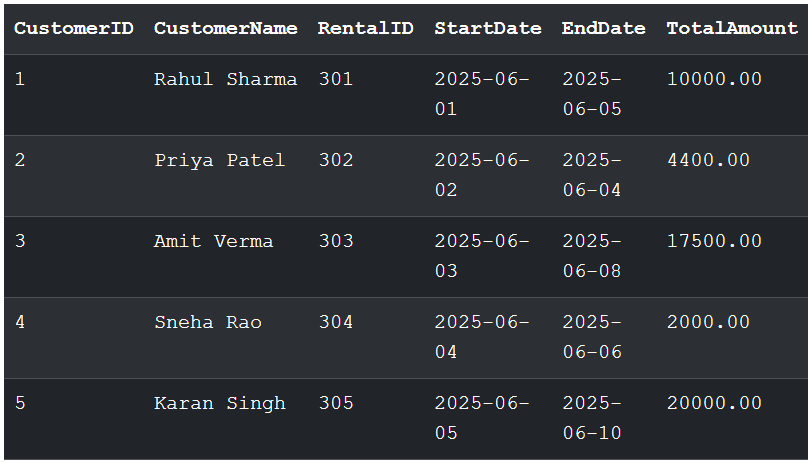 CustomerID CustomerName RentalID StartDate EndDate TotalAmount
1 Rahul Sharma 301 2025-06- 2025- 10000.00
01 06-05
2 Priya Patel 302 2025-06- 2025- 4400.00
02 06-04
3 Amit Verma 303 2025-06- 2025- 17500.00
03 06-08
4 Sneha Rao 304 2025-06- 2025- 2000.00
04 06-06
5 Karan Singh 305 2025-06- 2025- 20000.00
05 06-10